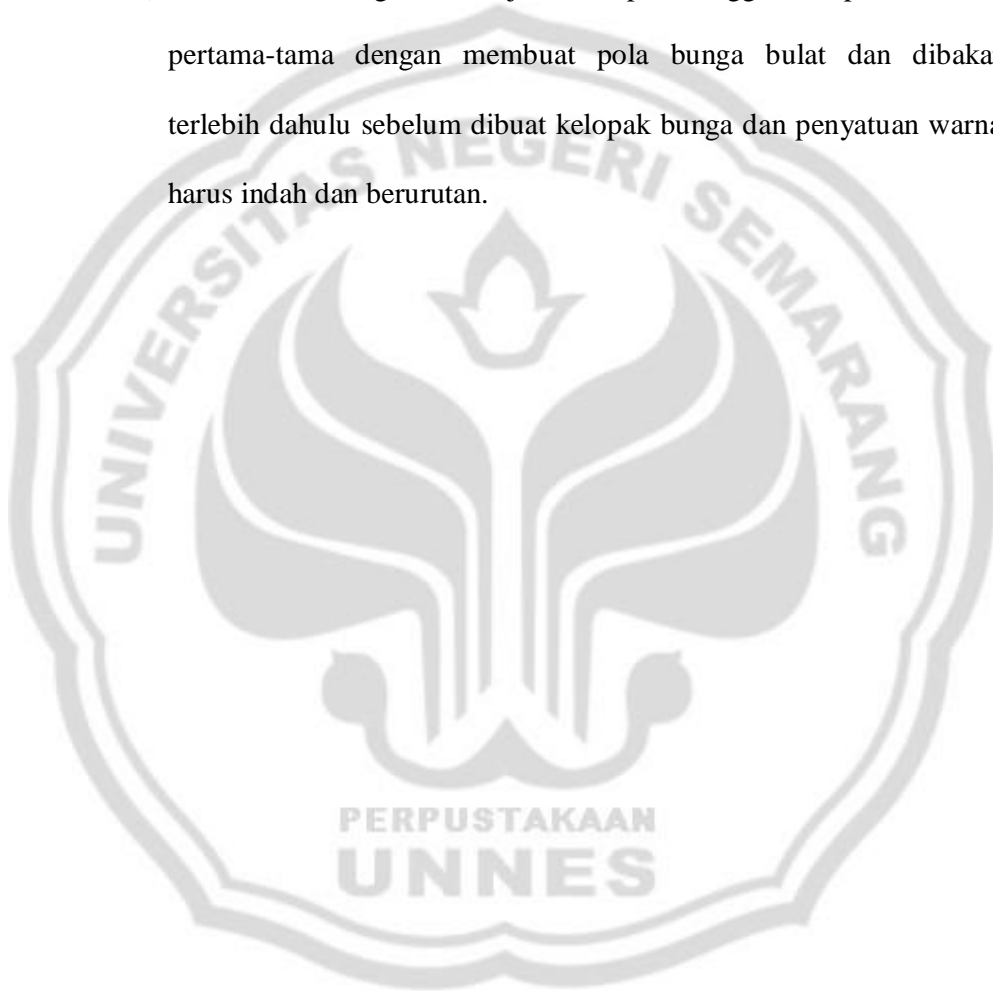 pertama-tama dengan membuat pola bunga bulat dan
terlebih dahulu sebelum dibuat kelopak bunga dan penyatuan warna
harus indah dan berurutan.
UNIVERSITAS NEGERI SEMARANG
PERPUSTAKAAN
UNNES